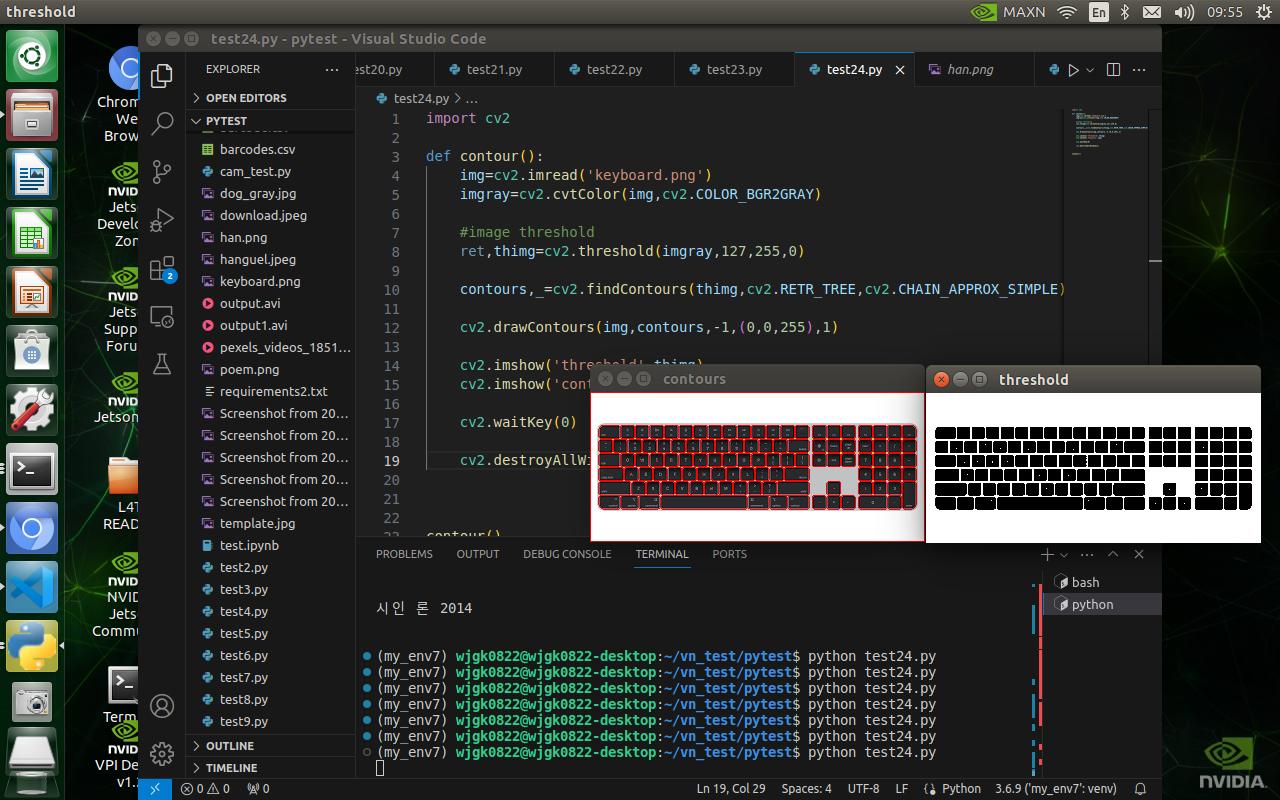 threshold
MAXN
En
09:55
test24.py - pytest - Visual Studio Code
Chrom
We
Brows
NVIDIA
Jets
Develo
Zon
NVIDIA
Jets
Suppo
Foru
NVIDIA
Jetson
L4T
READ
NVIDIA
NVID
Jets
Commu
Term
NVIDIA
VPI De
v1.
EXPLORER
OPEN EDITORS
PYTEST
barcodes.csv
cam_test.py
dog_gray.jpg
download.jpeg
han.png
hanguel.jpeg
keyboard.png
output.avi
output1.avi
pexels_videos_1851...
poem.png
requirements2.txt
Screenshot from 20...
Screenshot from 20...
Screenshot from 20...
Screenshot from 20...
Screenshot from 20...
template.jpg
test.ipynb
test2.py
test3.py
test4.py
test5.py
test6.py
test7.py
test8.py
test9.py
OUTLINE
TIMELINE
2
est20.py
test21.py
test22.py
test23.py
test24.py
han.png
test24.py > ...
1 import cv2
2
3 def contour():
4 img=cv2.imread('keyboard.png')
5 imgray=cv2.cvtColor(img,cv2.COLOR_BGR2GRAY)
6
7 #image threshold
8 ret,thimg=cv2.threshold(imgray,127,255,0)
9
10 contours,_=cv2.findContours(thimg,cv2.RETR_TREE,cv2.CHAIN_APPROX_SIMPLE)
11
12 cv2.drawContours(img,contours,-1,(0,0,255),1)
13
14 cv2.imshow('threshold',thimg)
15 cv2.imshow('con
16
17 cv2.waitKey(0)
18
19 cv2.destroyAllWi
20
21
22
23 contour()
contours
threshold
PROBLEMS
OUTPUT
DEBUG CONSOLE
TERMINAL
PORTS
bash
python
시인 론 2014
(my_env7) wjgk0822@wjgk0822-desktop:~/vn_test/pytest$ python test24.py
(my_env7) wjgk0822@wjgk0822-desktop:~/vn_test/pytest$ python test24.py
(my_env7) wjgk0822@wjgk0822-desktop:~/vn_test/pytest$ python test24.py
(my_env7) wjgk0822@wjgk0822-desktop:~/vn_test/pytest$ python test24.py
(my_env7) wjgk0822@wjgk0822-desktop:~/vn_test/pytest$ python test24.py
(my_env7) wjgk0822@wjgk0822-desktop:~/vn_test/pytest$ python test24.py
(my_env7) wjgk0822@wjgk0822-desktop:~/vn_test/pytest$ python test24.py
0 0
0
Ln 19, Col 29
Spaces: 4
UTF-8
LF
Python
3.6.9 ('my_env7': venv)
NVIDIA.